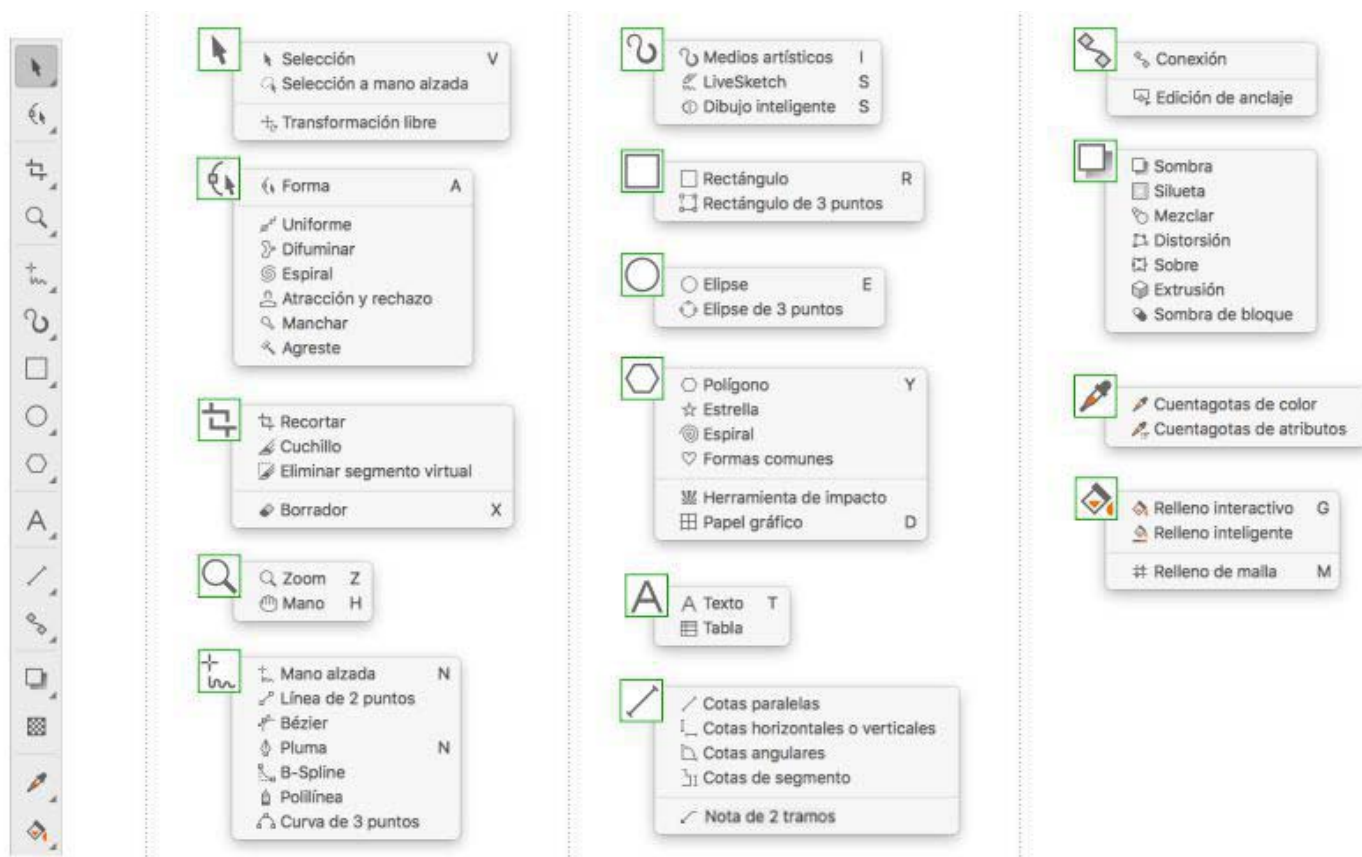 Selección V
Selección a mano alzada
Transformación libre
Forma A
Uniforme
Difuminar
Espiral
Atracción y rechazo
Manchar
Agreste
Recortar
Cuchillo
Eliminar segmento virtual
Borrador X
Zoom Z
Mano H
Mano alzada N
Línea de 2 puntos
Bézier
Pluma N
B-Spline
Polilínea
Curva de 3 puntos
Medios artísticos I
LiveSketch S
Dibujo inteligente S
Rectángulo R
Rectángulo de 3 puntos
Elipse E
Elipse de 3 puntos
Polígono Y
Estrella
Espiral
Formas comunes
Herramienta de impacto
Papel gráfico D
Texto T
Tabla
Cotas paralelas
Cotas horizontales o verticales
Cotas angulares
Cotas de segmento
Nota de 2 tramos
Conexión
Edición de anclaje
Sombra
Silueta
Mezclar
Distorsión
Sobre
Extrusión
Sombra de bloque
Cuentagotas de color
Cuentagotas de atributos
Relleno interactivo G
Relleno inteligente
Relleno de malla M